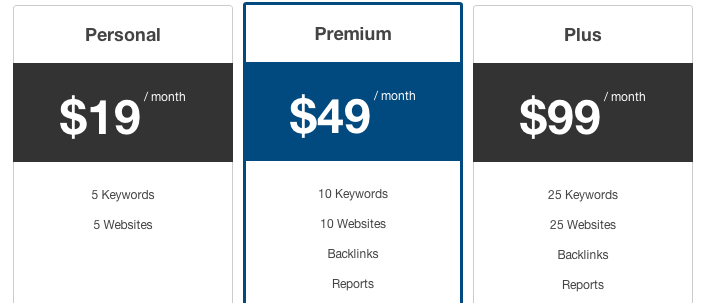 Personal
$19 / month
5 Keywords
5 Websites
Premium
$49 / month
10 Keywords
10 Websites
Backlinks
Reports
Plus
$99 / month
25 Keywords
25 Websites
Backlinks
Reports